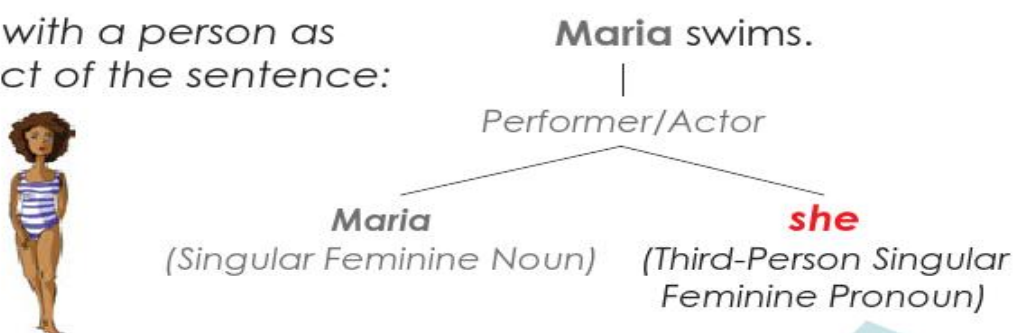 with a person as
ct of the sentence:
Maria swims.
Performer/Actor
Maria
(Singular Feminine Noun)
she
(Third-Person Singular
Feminine Pronoun)